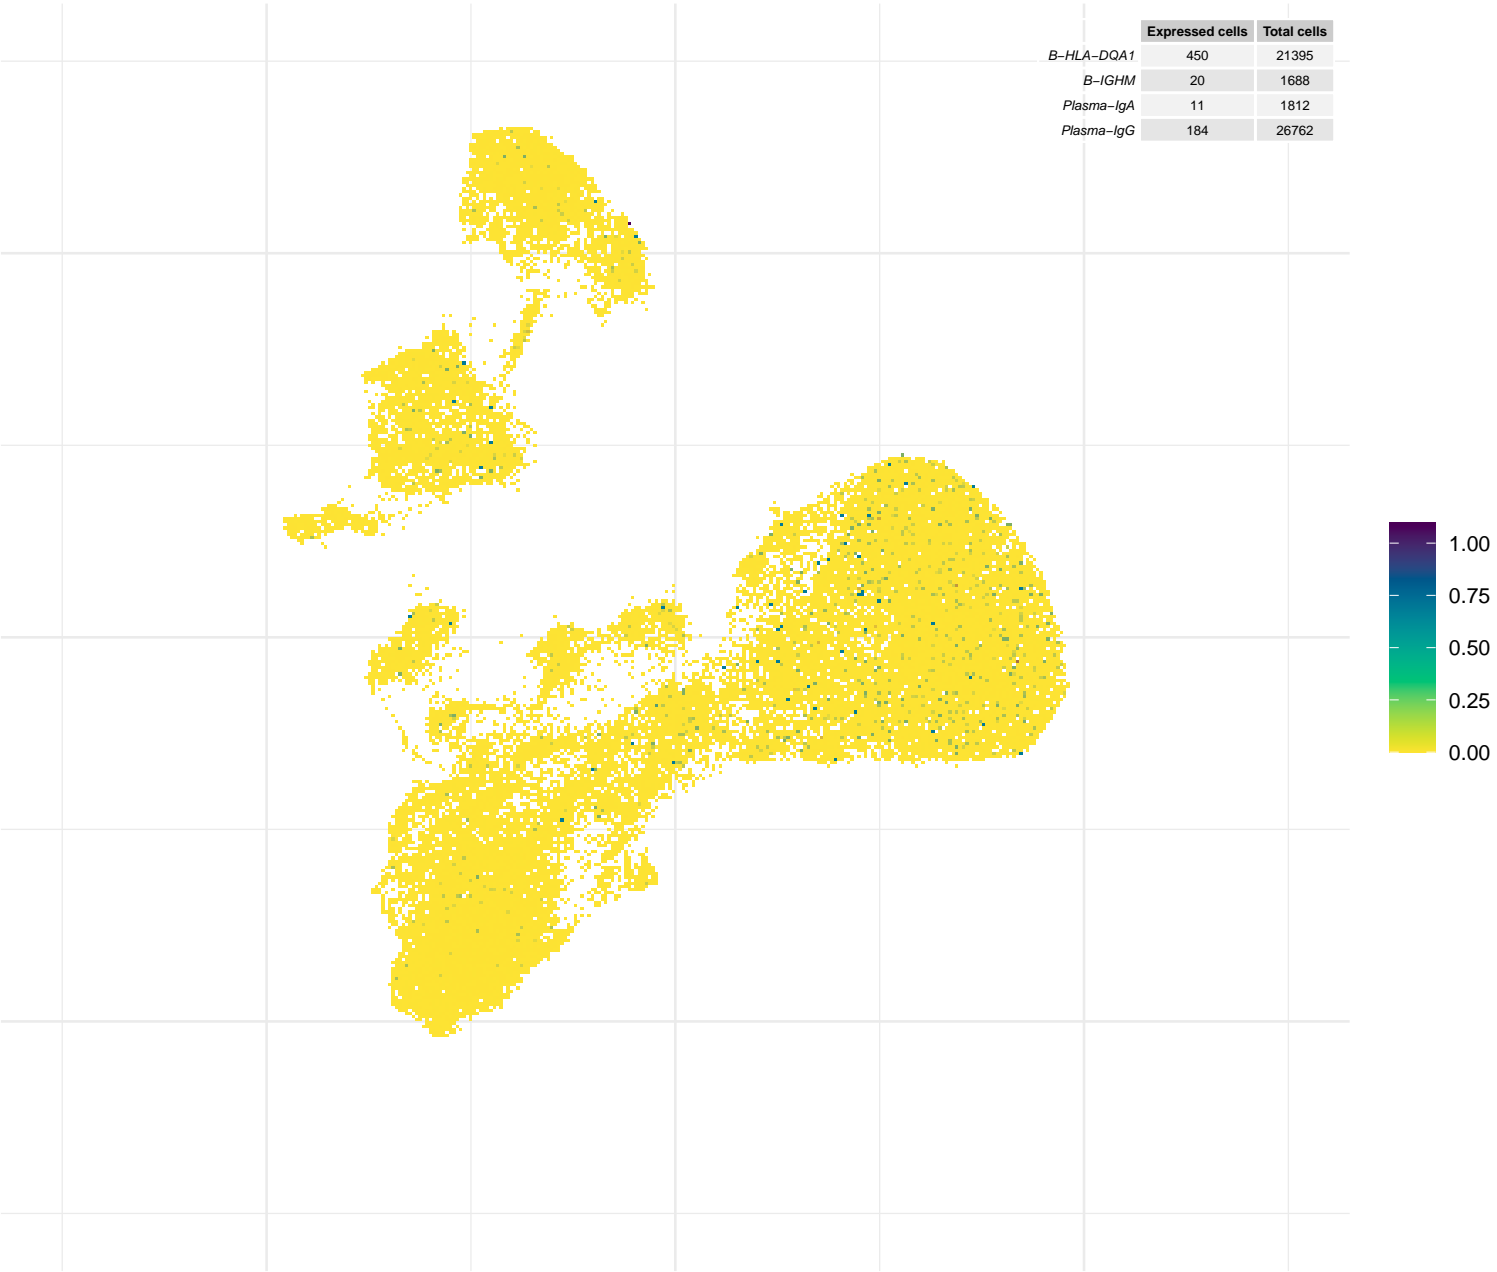 Expressed cells Total cells
B−HLA−DQA1 450 21395
B−IGHM 20 1688
Plasma−IgA 11 1812
Plasma−IgG 184 26762
1.00
0.75
0.50
0.25
0.00